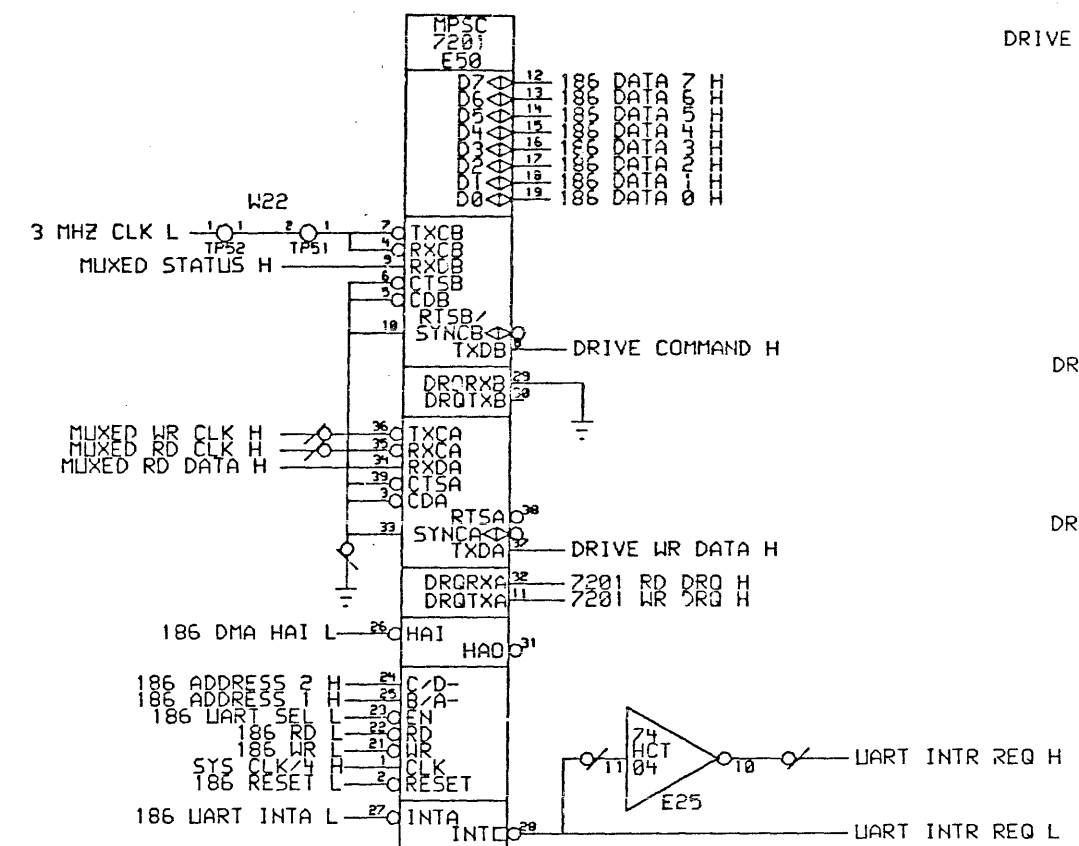 DRIVE
MPSC
7201
E50
D7 12 186 DATA 7 H
D6 13 186 DATA 6 H
D5 14 186 DATA 5 H
D4 15 186 DATA 4 H
D3 16 1E6 DATA 3 H
D2 17 186 DATA 2 H
D1 18 186 DATA 1 H
D0 19 186 DATA 0 H
W22
3 MHZ CLK L 1 1 2 1 7 TXCB
TP52 TP51 4 RXCB
MUXED STATUS H 9 RXDB
6 CTSB
5 CDB
RTSB/
10 SYNCB
TXDB 8 DRIVE COMMAND H
DR
DRQRXB 29
DRQTXB 30
MUXED WR CLK H 36 TXCA
MUXED RD CLK H 35 RXCA
MUXED RD DATA H 34 RXDA
39 CTSA
3 CDA
RTSA 38
33 SYNCA
DR
TXDA 37 DRIVE WR DATA H
DRQRXA 32 7201 RD DRQ H
DRQTXA 11 7201 WR DRQ H
186 DMA HAI L 26 HAI
HAO 31
186 ADDRESS 2 H 24 C/D-
186 ADDRESS 1 H 25 B/A-
186 UART SEL L 23 EN
186 RD L 22 RD
186 WR L 21 WR
SYS CLK/4 H 1 CLK
186 RESET L 2 RESET
74
HCT
04
11 10 UART INTR REQ H
E25
186 UART INTA L 27 INTA
INT 28 UART INTR REQ L